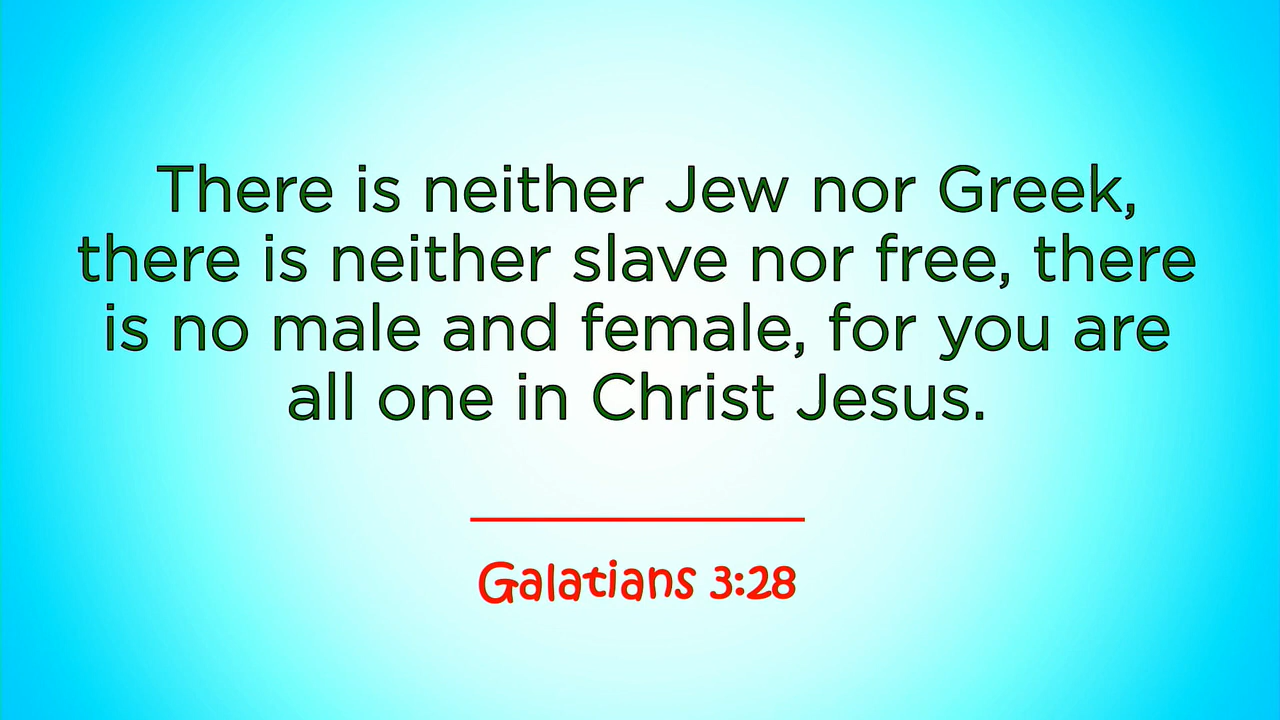 There is neither Jew nor Greek,
there is neither slave nor free, there
is no male and female, for you are
all one in Christ Jesus.
Galatians 3:28